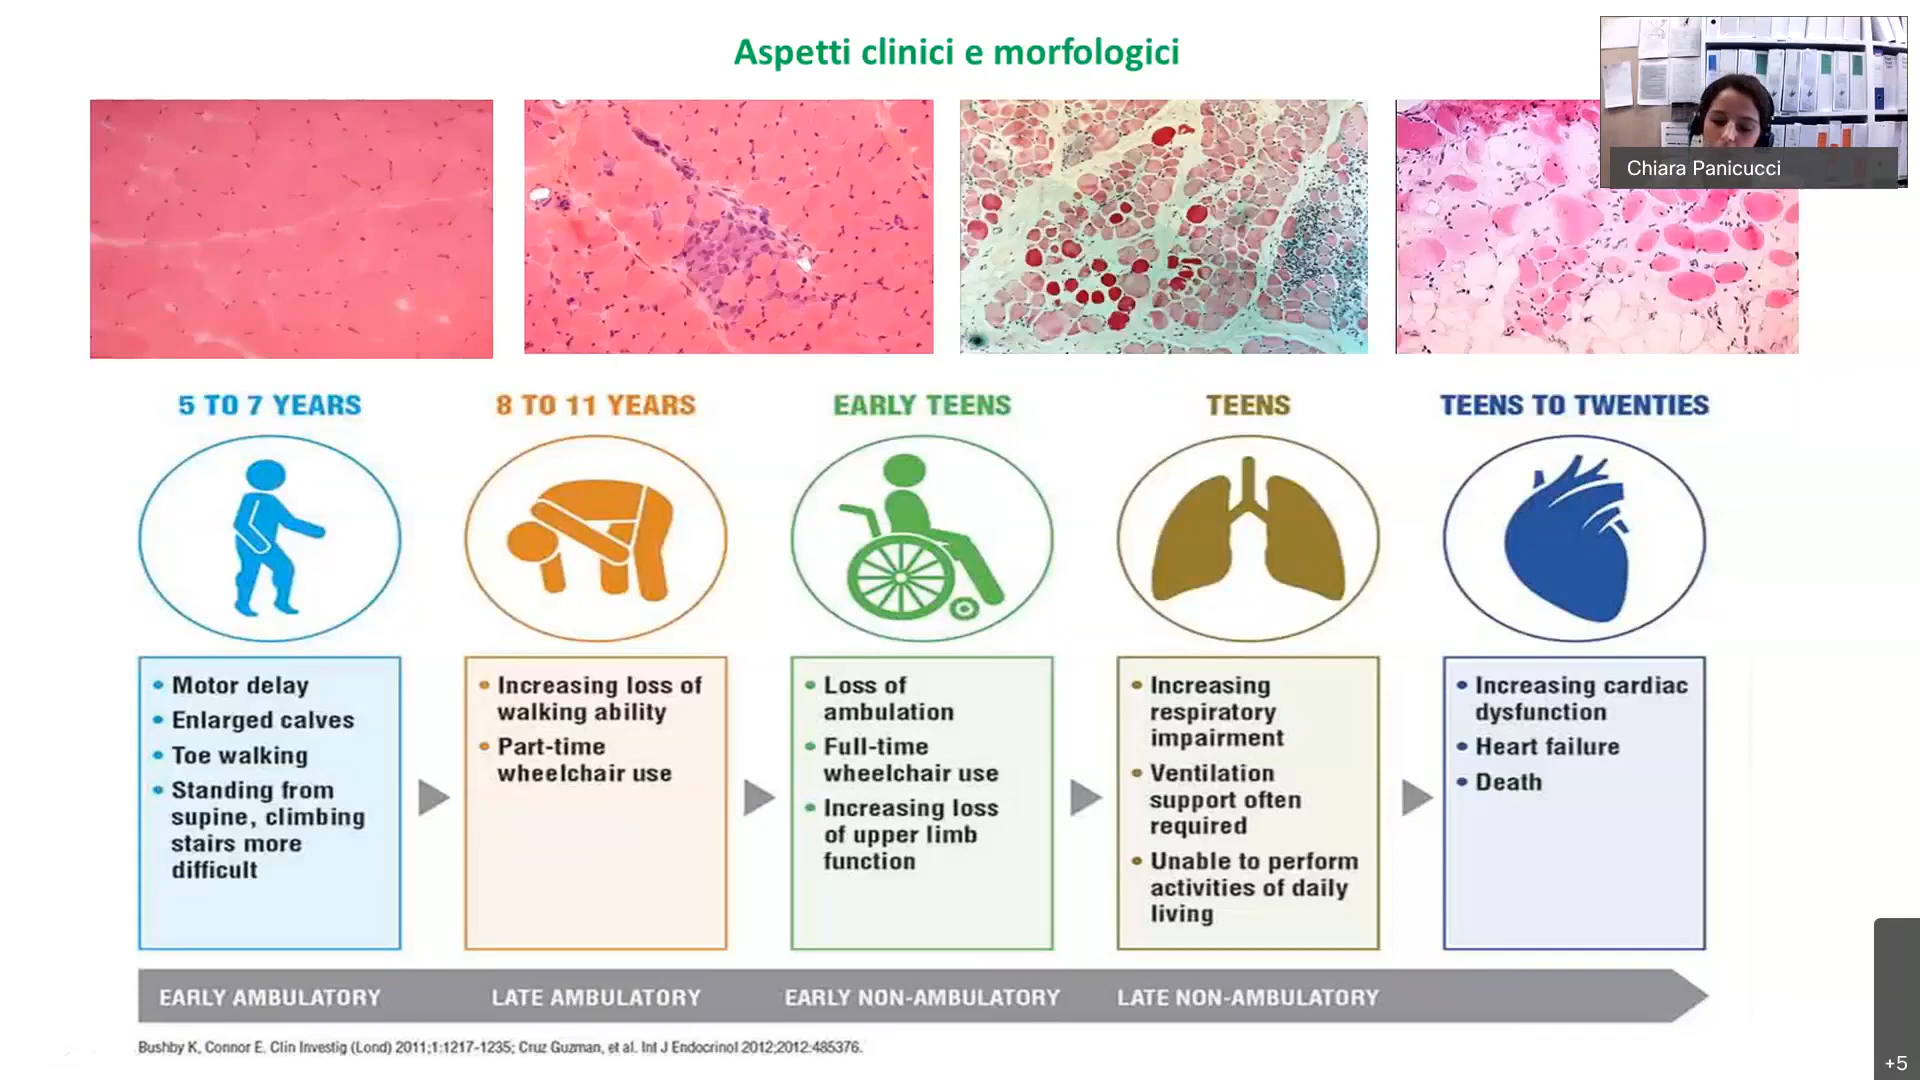 Aspetti clinici e morfologici
Chiara Panicucci
5 TO 7 YEARS
8 TO 11 YEARS
EARLY TEENS
TEENS
TEENS TO TWENTIES
• Motor delay
• Enlarged calves
• Toe walking
• Standing from
supine, climbing
stairs more
difficult
• Increasing loss of
walking ability
• Part-time
wheelchair use
• Loss of
ambulation
• Full-time
wheelchair use
• Increasing loss
of upper limb
function
• Increasing
respiratory
impairment
• Ventilation
support often
required
• Unable to perform
activities of daily
living
• Increasing cardiac
dysfunction
• Heart failure
• Death
EARLY AMBULATORY
LATE AMBULATORY
EARLY NON-AMBULATORY
LATE NON-AMBULATORY
Bushby K, Connor E. Clin Investig (Lond) 2011;1:1217-1235; Cruz Guzman, et al. Int J Endocrinol 2012;2012:485376.
+5